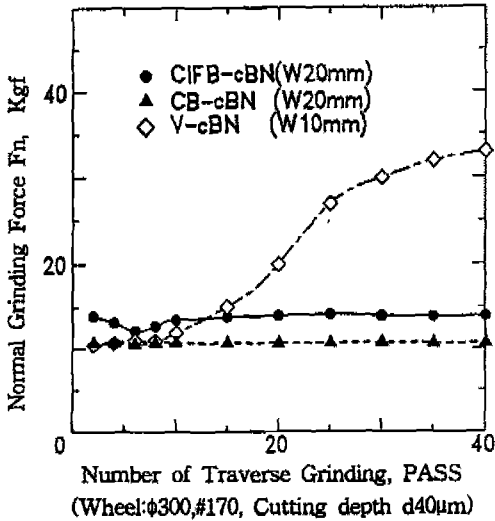 Normal Grinding Force Fn, Kgf
40
20
0
CIFB-cBN(W20mm)
CB-cBN (W20mm)
V-cBN (W10mm)
20
40
Number of Traverse Grinding, PASS
(Wheel:ϕ300,#170, Cutting depth d40μm)